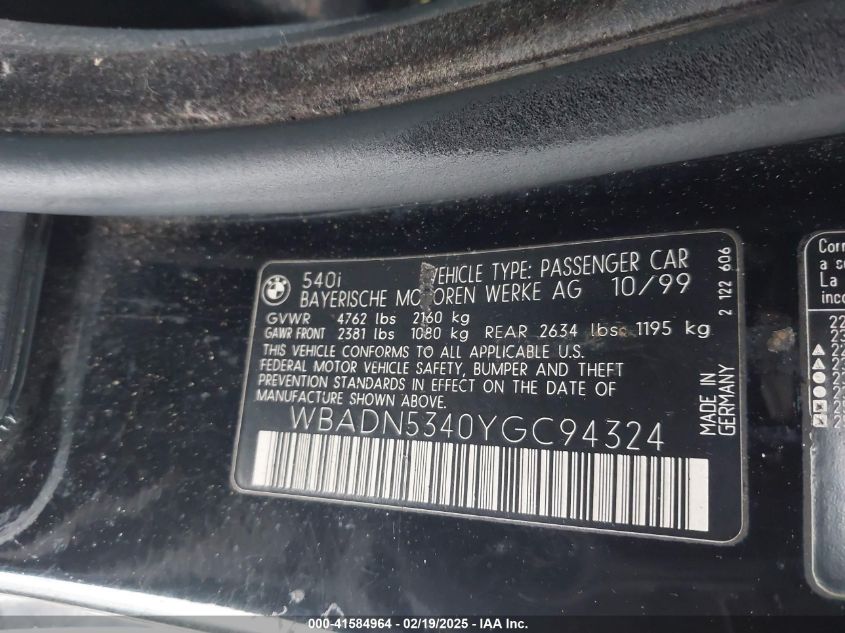 540i VEHICLE TYPE: PASSENGER CAR
BAYERISCHE MOTOREN WERKE AG 10/99
GVWR 4762 lbs 2160 kg
GAWR FRONT 2381 lbs 1080 kg REAR 2634 lbs 1195 kg
THIS VEHICLE CONFORMS TO ALL APPLICABLE U.S.
FEDERAL MOTOR VEHICLE SAFETY, BUMPER AND THEFT
PREVENTION STANDARDS IN EFFECT ON THE DATE OF
MANUFACTURE SHOWN ABOVE.
WBADN5340YGC94324
MADE IN
GERMANY
2 122 606
Corr
a s
La
inco
000-41584964 - 02/19/2025 - IAA Inc.